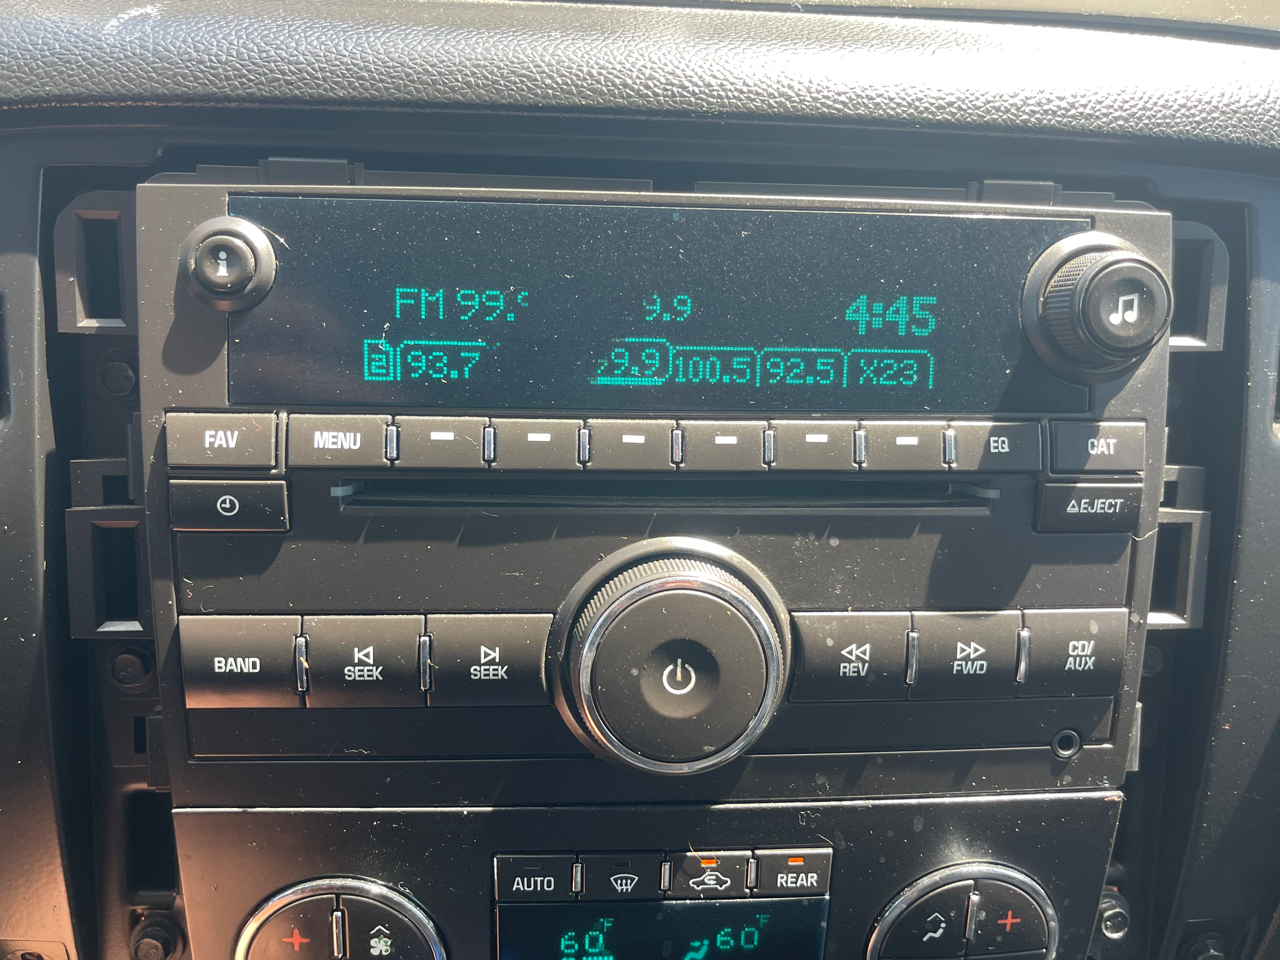 i
FM 99.9 9.9 4:45
2 93.7 9.9 100.5 92.5 X23
FAV MENU EQ CAT
EJECT
BAND SEEK SEEK REV FWD CD/
AUX
AUTO REAR
60°F 60°F